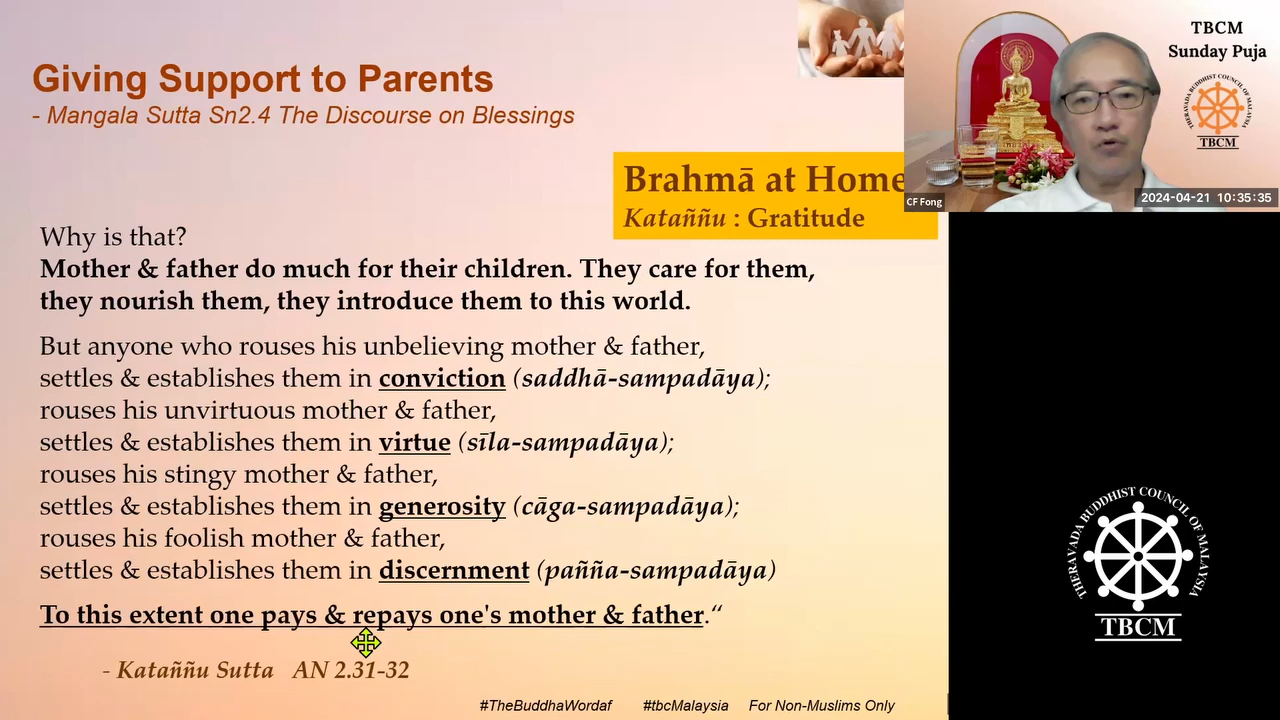 Giving Support to Parents
- Mangala Sutta Sn2.4 The Discourse on Blessings
Brahmā at Home
Kataññu : Gratitude
Why is that?
Mother & father do much for their children. They care for them,
they nourish them, they introduce them to this world.
But anyone who rouses his unbelieving mother & father,
settles & establishes them in conviction (saddhā-sampadāya);
rouses his unvirtuous mother & father,
settles & establishes them in virtue (sīla-sampadāya);
rouses his stingy mother & father,
settles & establishes them in generosity (cāga-sampadāya);
rouses his foolish mother & father,
settles & establishes them in discernment (pañña-sampadāya)
To this extent one pays & repays one's mother & father.“
- Kataññu Sutta AN 2.31-32
#TheBuddhaWordaf #tbcMalaysia For Non-Muslims Only
TBCM
Sunday Puja
THERAVADA BUDDHIST COUNCIL OF MALAYSIA
TBCM
CF Fong
2024-04-21 10:35:35
THERAVADA BUDDHIST COUNCIL OF MALAYSIA
TBCM